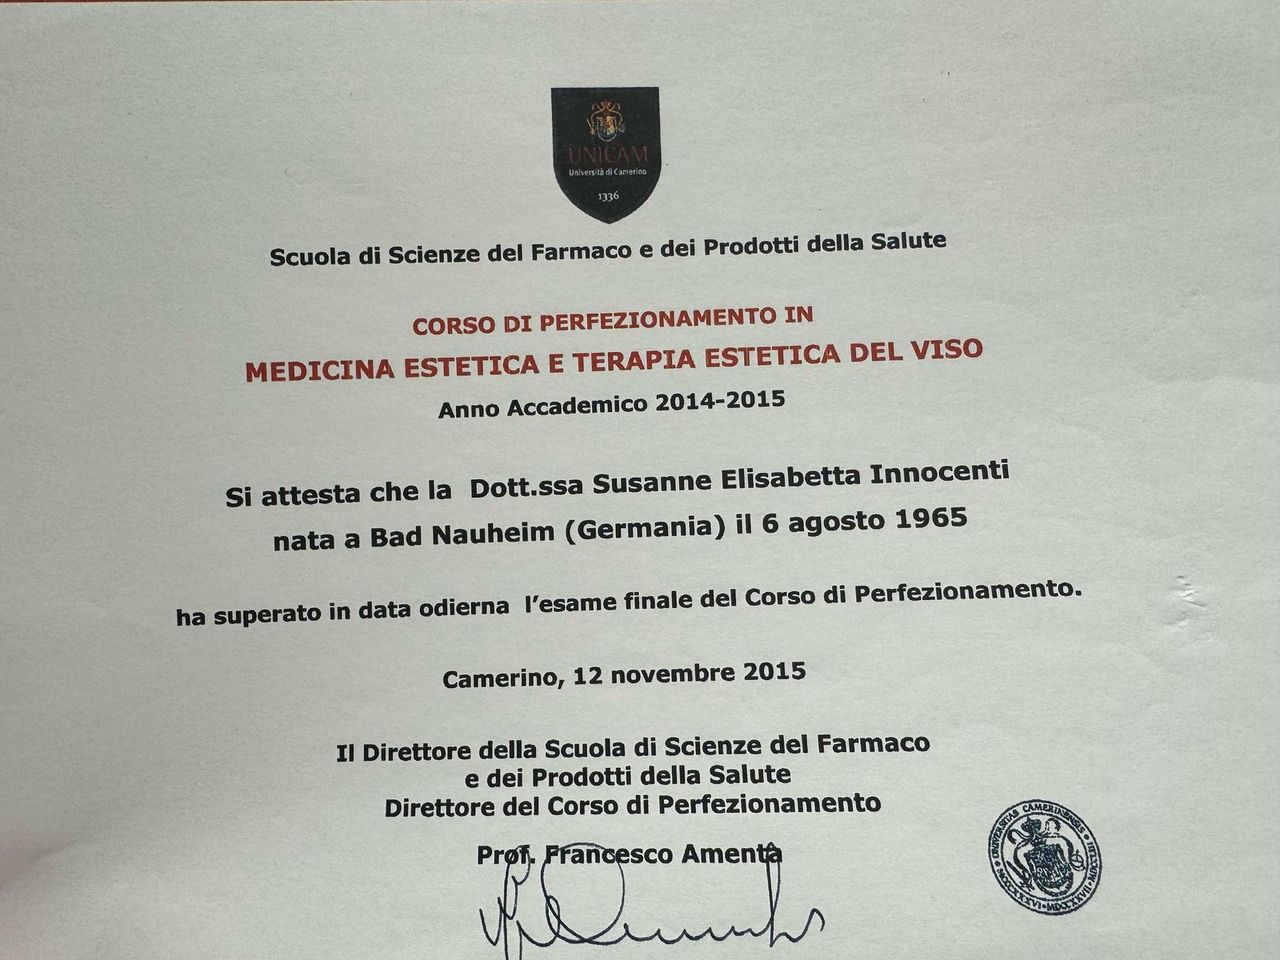 UNICAM
Università di Camerino
1336
Scuola di Scienze del Farmaco e dei Prodotti della Salute
CORSO DI PERFEZIONAMENTO IN
MEDICINA ESTETICA E TERAPIA ESTETICA DEL VISO
Anno Accademico 2014-2015
Si attesta che la Dott.ssa Susanne Elisabetta Innocenti
nata a Bad Nauheim (Germania) il 6 agosto 1965
ha superato in data odierna l'esame finale del Corso di Perfezionamento.
Camerino, 12 novembre 2015
Il Direttore della Scuola di Scienze del Farmaco
e dei Prodotti della Salute
Direttore del Corso di Perfezionamento
Prof. Francesco Amenta
UNIVERSITAS CAMERINENSIS